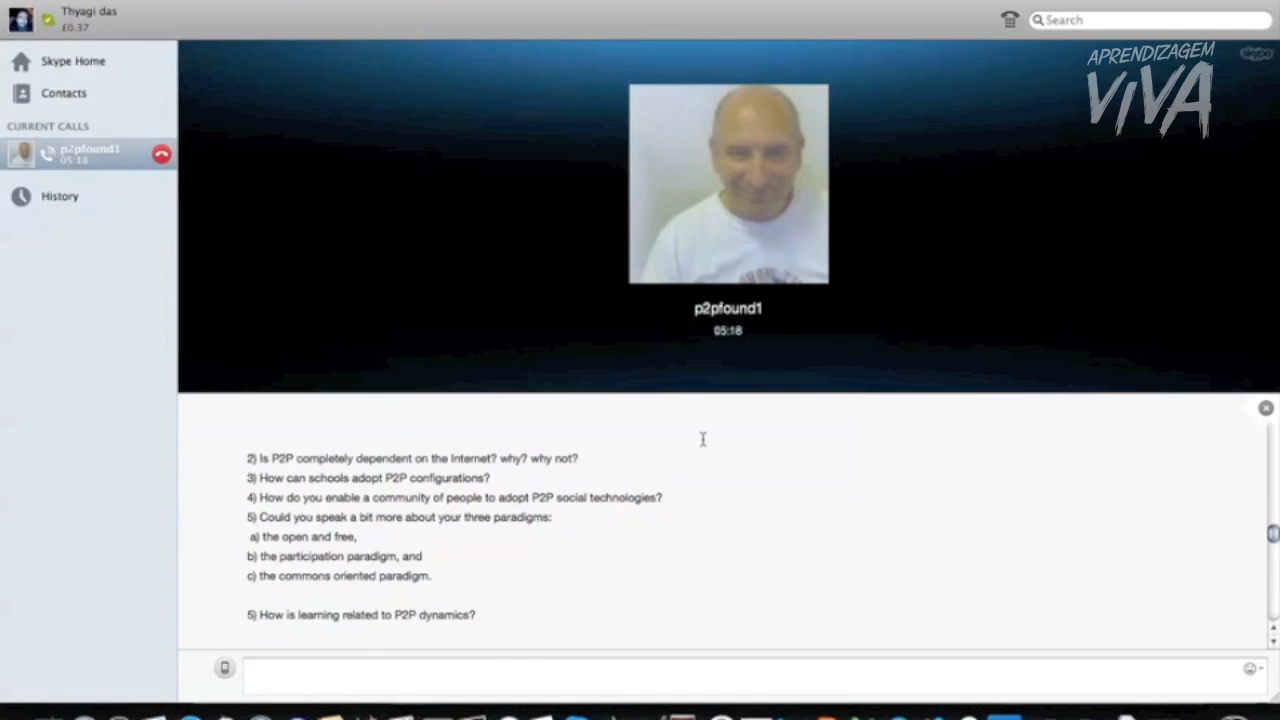 Thyagi das
£0.37
Search
APRENDIZAGEM
VIVA
skype
Skype Home
Contacts
CURRENT CALLS
p2pfound1
05:18
History
p2pfound1
05:18
2) Is P2P completely dependent on the Internet? why? why not?
3) How can schools adopt P2P configurations?
4) How do you enable a community of people to adopt P2P social technologies?
5) Could you speak a bit more about your three paradigms:
a) the open and free,
b) the participation paradigm, and
c) the commons oriented paradigm.
5) How is learning related to P2P dynamics?